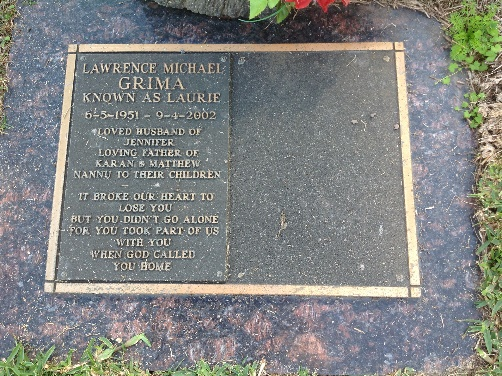 LAWRENCE MICHAEL
GRIMA
KNOWN AS LAURIE
6-5-1951 - 9-4-2002
LOVED HUSBAND OF
JENNIFER
LOVING FATHER OF
KARAN & MATTHEW
NANNU TO THEIR CHILDREN
IT BROKE OUR HEART TO
LOSE YOU
BUT YOU DIDN'T GO ALONE
FOR YOU TOOK PART OF US
WITH YOU
WHEN GOD CALLED
YOU HOME